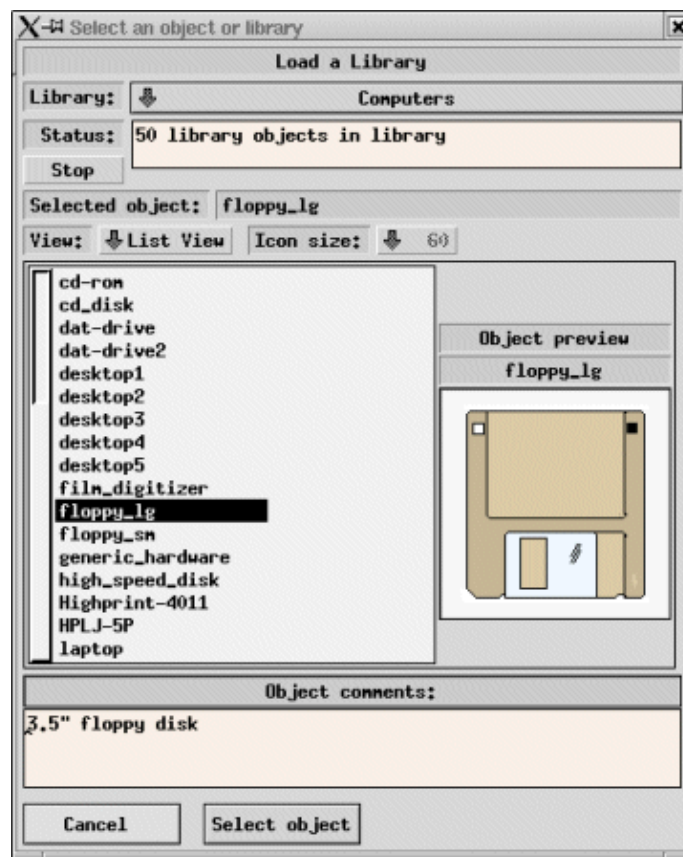 Select an object or library
Load a Library
Library: Computers
Status: 50 library objects in library
Stop
Selected object: floppy_lg
View: List View Icon size: 60
cd-rom
cd_disk
dat-drive
dat-drive2
desktop1
desktop2
desktop3
desktop4
desktop5
film_digitizer
floppy_lg
floppy_sm
generic_hardware
high_speed_disk
Highprint-4011
HPLJ-5P
laptop
Object preview
floppy_lg
Object comments:
3.5" floppy disk
Cancel Select object